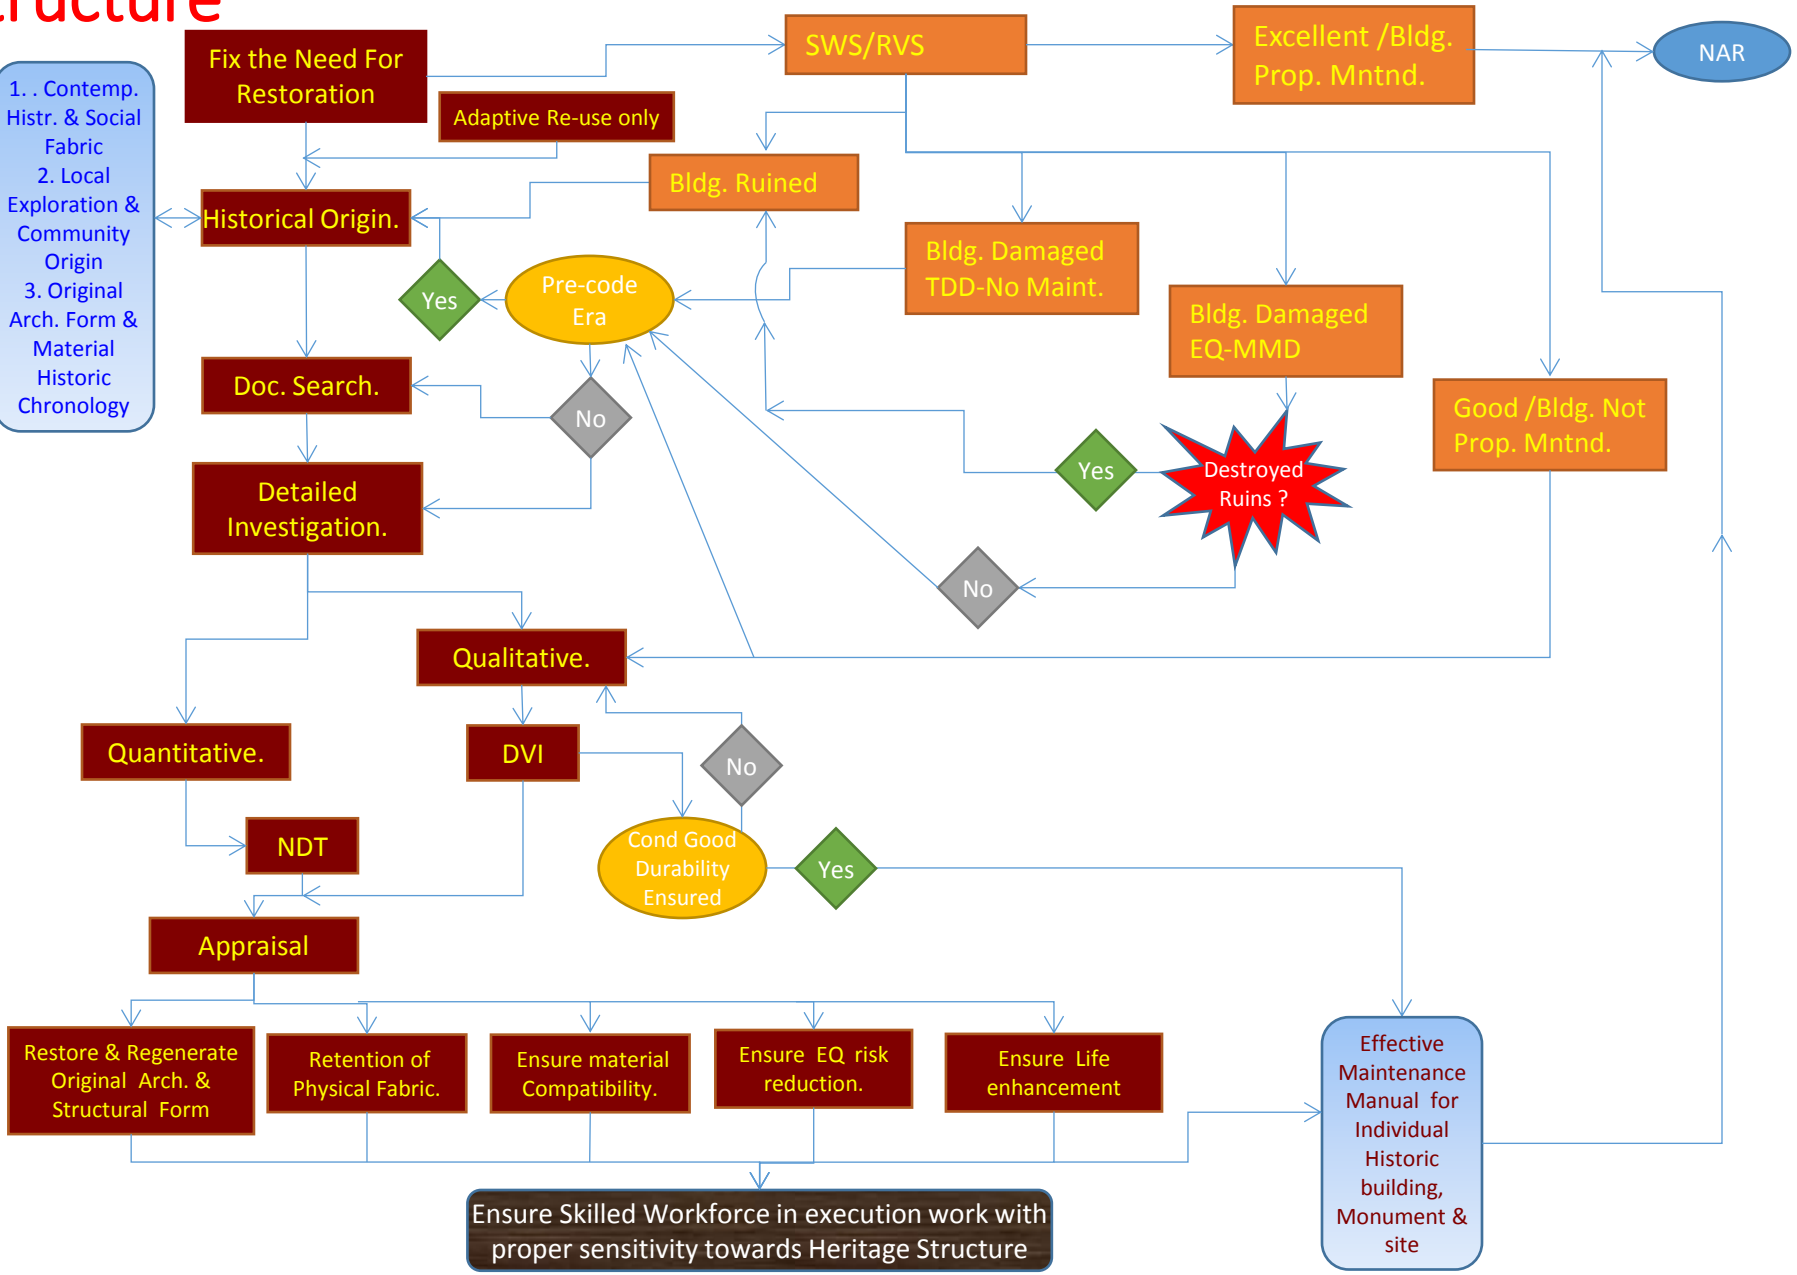 ructure
Fix the Need For
Restoration
SWS/RVS
Excellent /Bldg.
Prop. Mntnd.
NAR
1. . Contemp.
Histr. & Social
Fabric
2. Local
Exploration &
Community
Origin
3. Original
Arch. Form &
Material
Historic
Chronology
Adaptive Re-use only
Bldg. Ruined
Historical Origin.
Bldg. Damaged
TDD-No Maint.
Pre-code
Era
Yes
Bldg. Damaged
EQ-MMD
Doc. Search.
No
Good /Bldg. Not
Prop. Mntnd.
Yes
Destroyed
Ruins ?
Detailed
Investigation.
No
Qualitative.
Quantitative.
DVI
No
NDT
Cond Good
Durability
Ensured
Yes
Appraisal
Restore & Regenerate
Original Arch. &
Structural Form
Retention of
Physical Fabric.
Ensure material
Compatibility.
Ensure EQ risk
reduction.
Ensure Life
enhancement
Effective
Maintenance
Manual for
Individual
Historic
building,
Monument &
site
Ensure Skilled Workforce in execution work with
proper sensitivity towards Heritage Structure